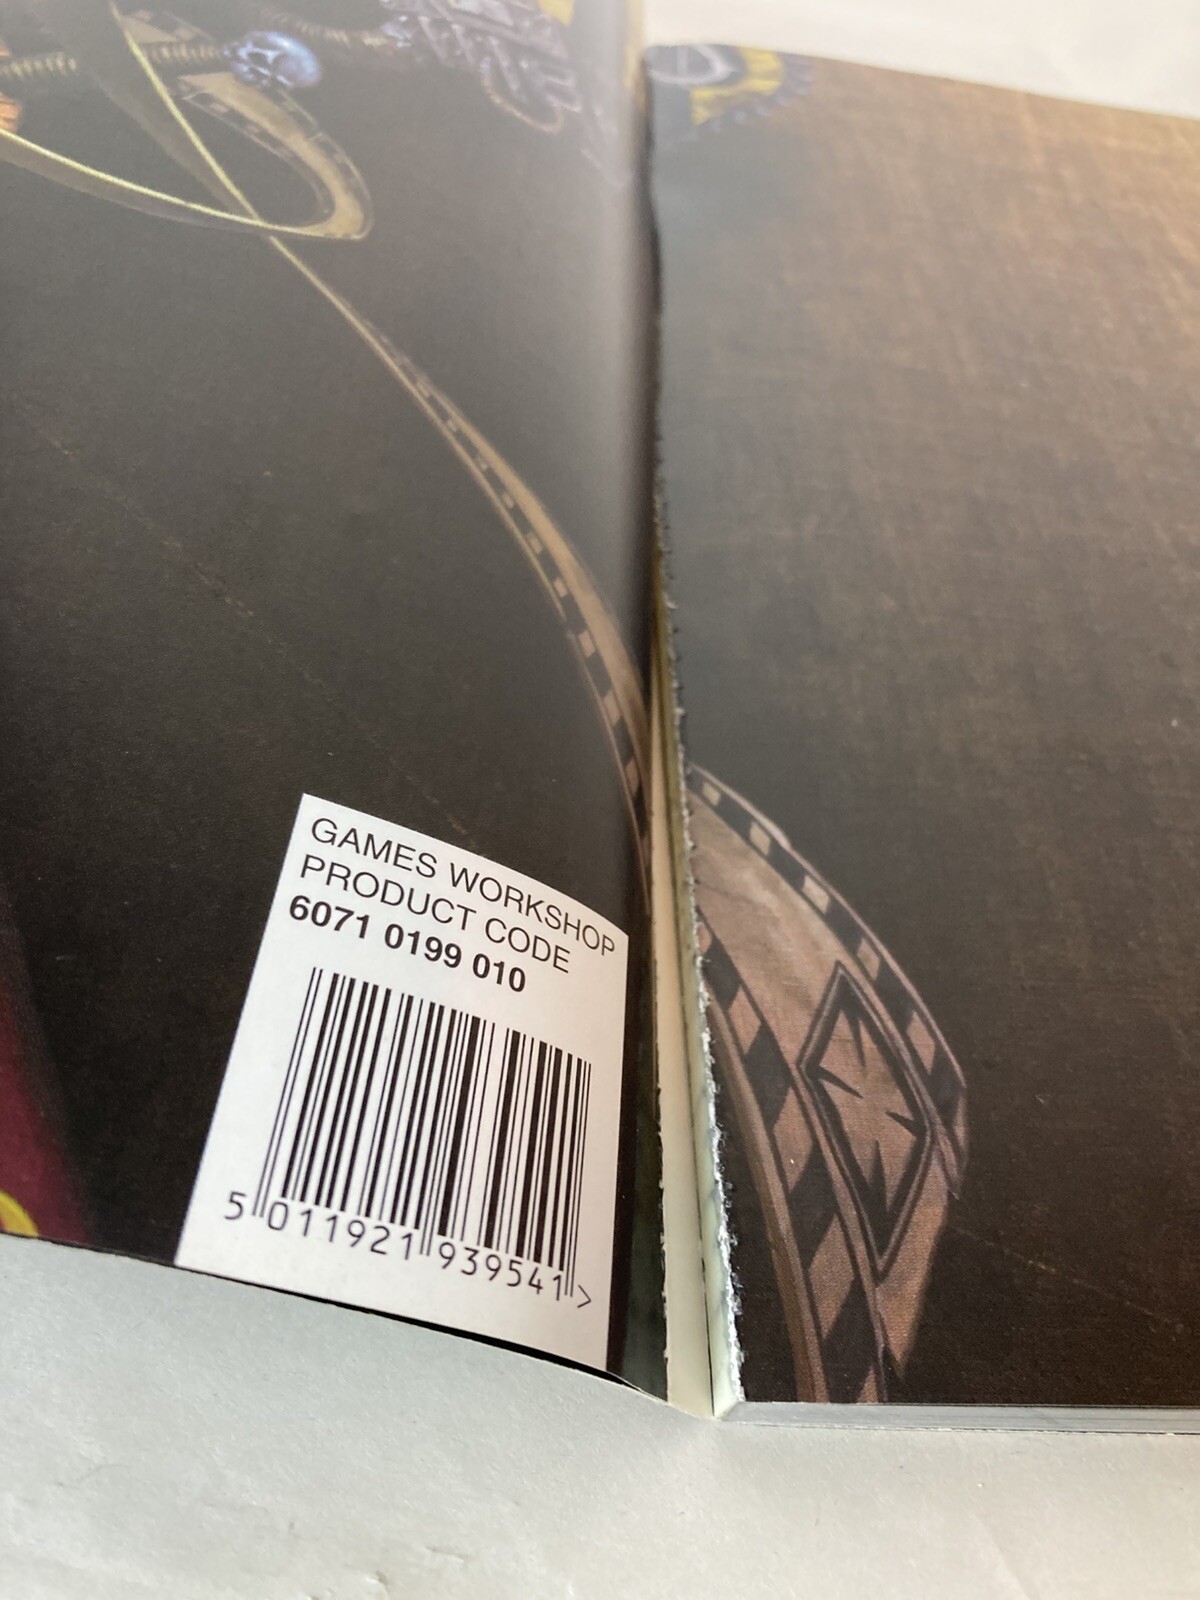 GAMES WORKSHOP
PRODUCT CODE
6071 0199 010
5 011921 939541 >